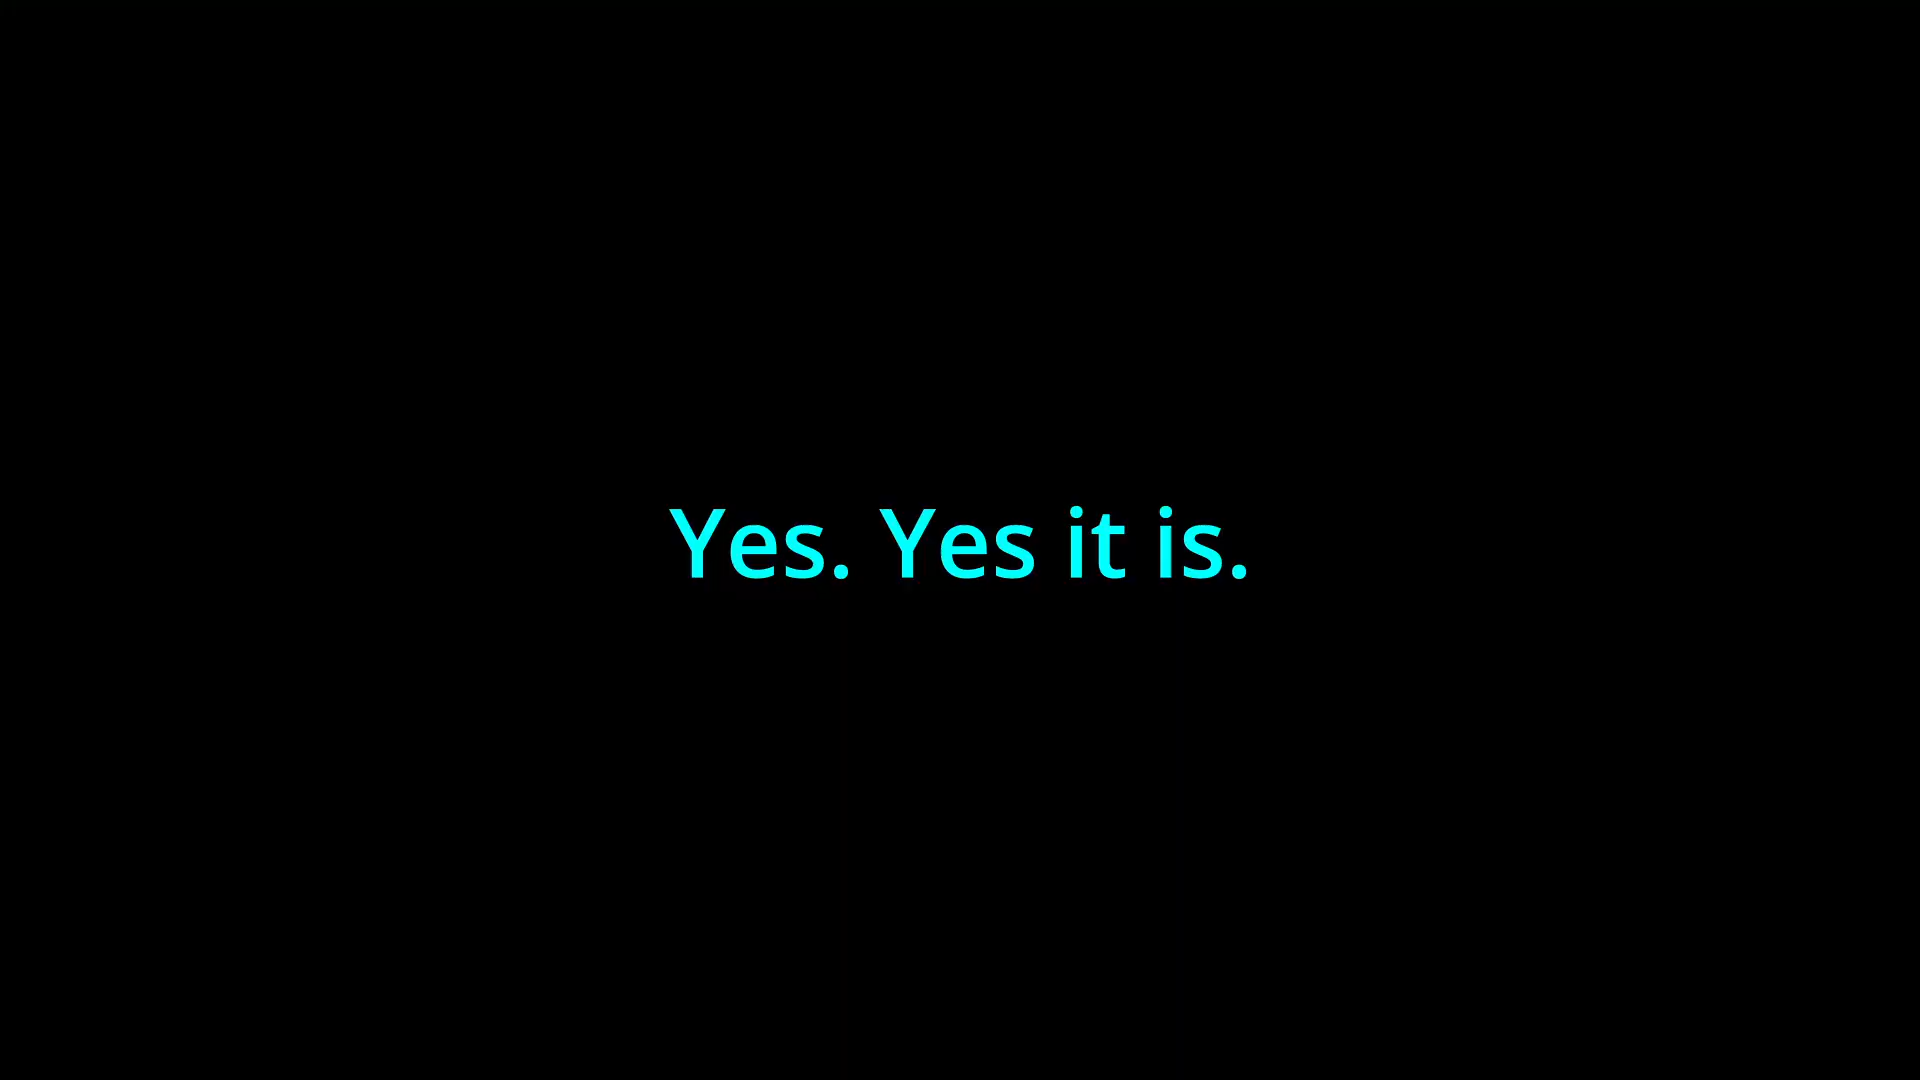 Yes. Yes it is.